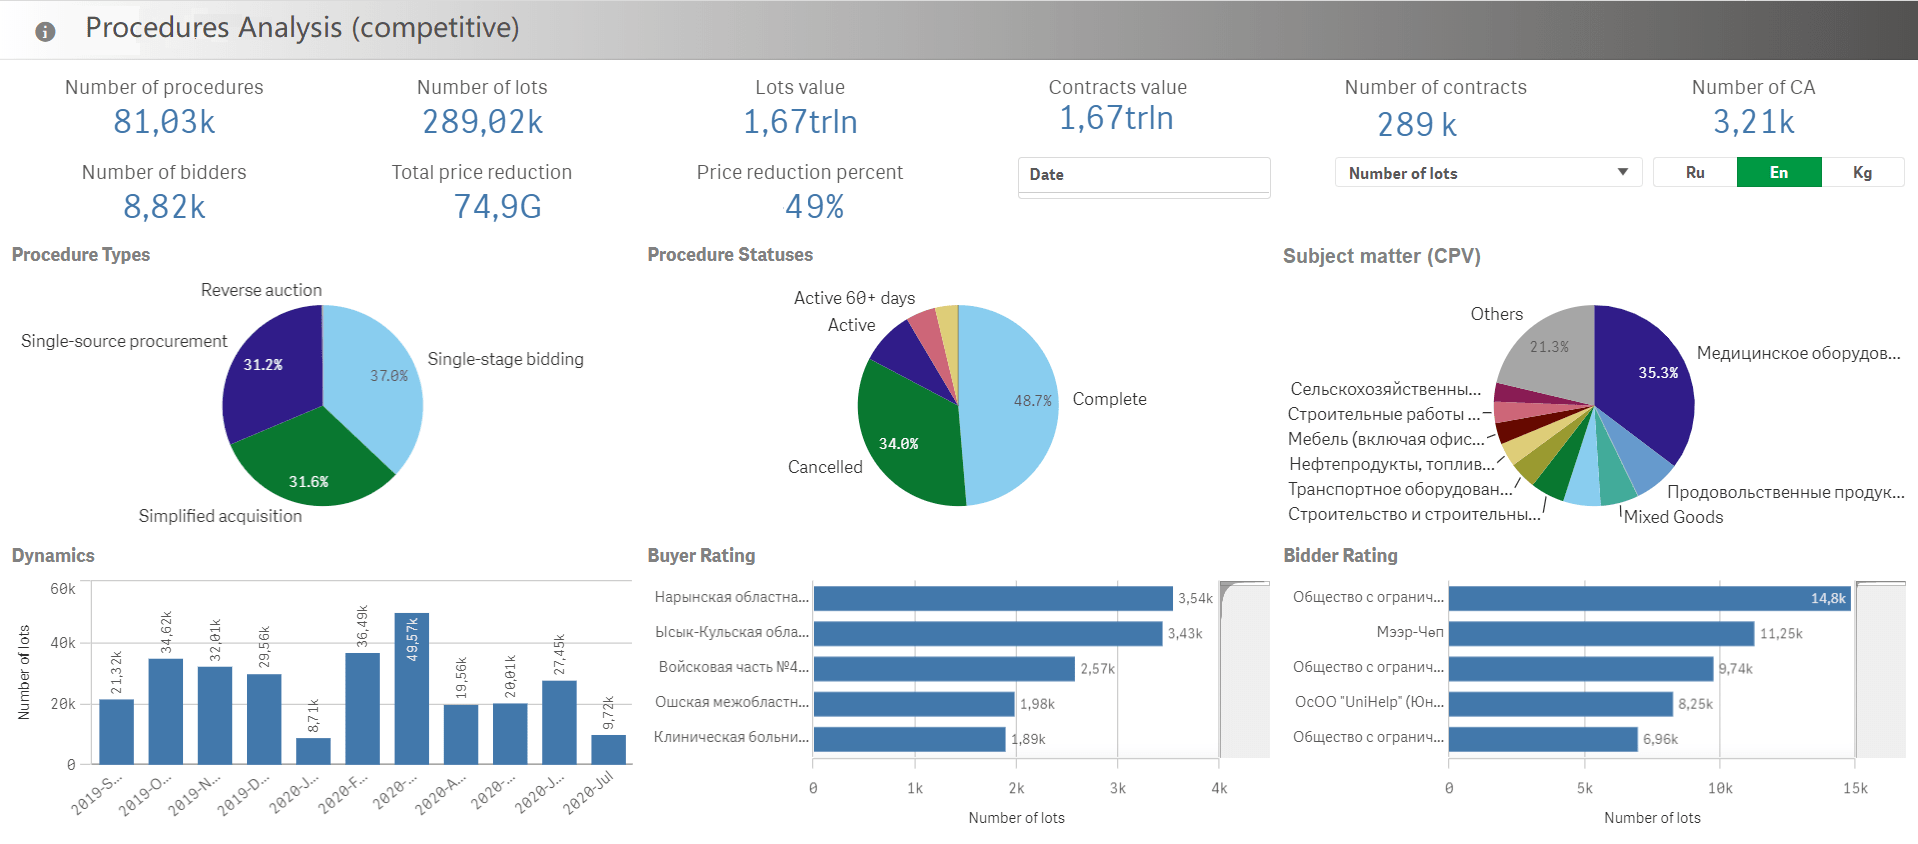 Procedures Analysis (competitive)
Number of procedures
81,03k
Number of lots
289,02k
Lots value
1,67trln
Contracts value
1,67trln
Number of contracts
289 k
Number of CA
3,21k
Number of bidders
8,82k
Total price reduction
74,9G
Price reduction percent
49%
Date
Number of lots
Ru
En
Kg
Procedure Types
Reverse auction
Single-source procurement
31.2%
37.0%
Single-stage bidding
31.6%
Simplified acquisition
Procedure Statuses
Active 60+ days
Active
48.7%
Complete
34.0%
Cancelled
Subject matter (CPV)
Others
21.3%
Медицинское оборудов...
35.3%
Сельскохозяйственны...
Строительные работы ...
Мебель (включая офис...
Нефтепродукты, топлив...
Транспортное оборудован...
Строительство и строительны...
Продовольственные продук...
Mixed Goods
Dynamics
Number of lots
60k
40k
20k
0
21,32k
34,62k
32,01k
29,56k
8,71k
36,49k
49,57k
19,56k
20,01k
27,45k
9,72k
2019-S...
2019-O...
2019-N...
2019-D...
2020-J...
2020-F...
2020-...
2020-A...
2020-...
2020-J...
2020-Jul
Buyer Rating
Нарынская областна...
3,54k
Ысык-Кульская обла...
3,43k
Войсковая часть №4...
2,57k
Ошская межобластн...
1,98k
Клиническая больни...
1,89k
0
1k
2k
3k
4k
Number of lots
Bidder Rating
Общество с огранич...
14,8k
Мээр-Чөп
11,25k
Общество с огранич...
9,74k
ОсОО "UniHelp" (Юн...
8,25k
Общество с огранич...
6,96k
0
5k
10k
15k
Number of lots